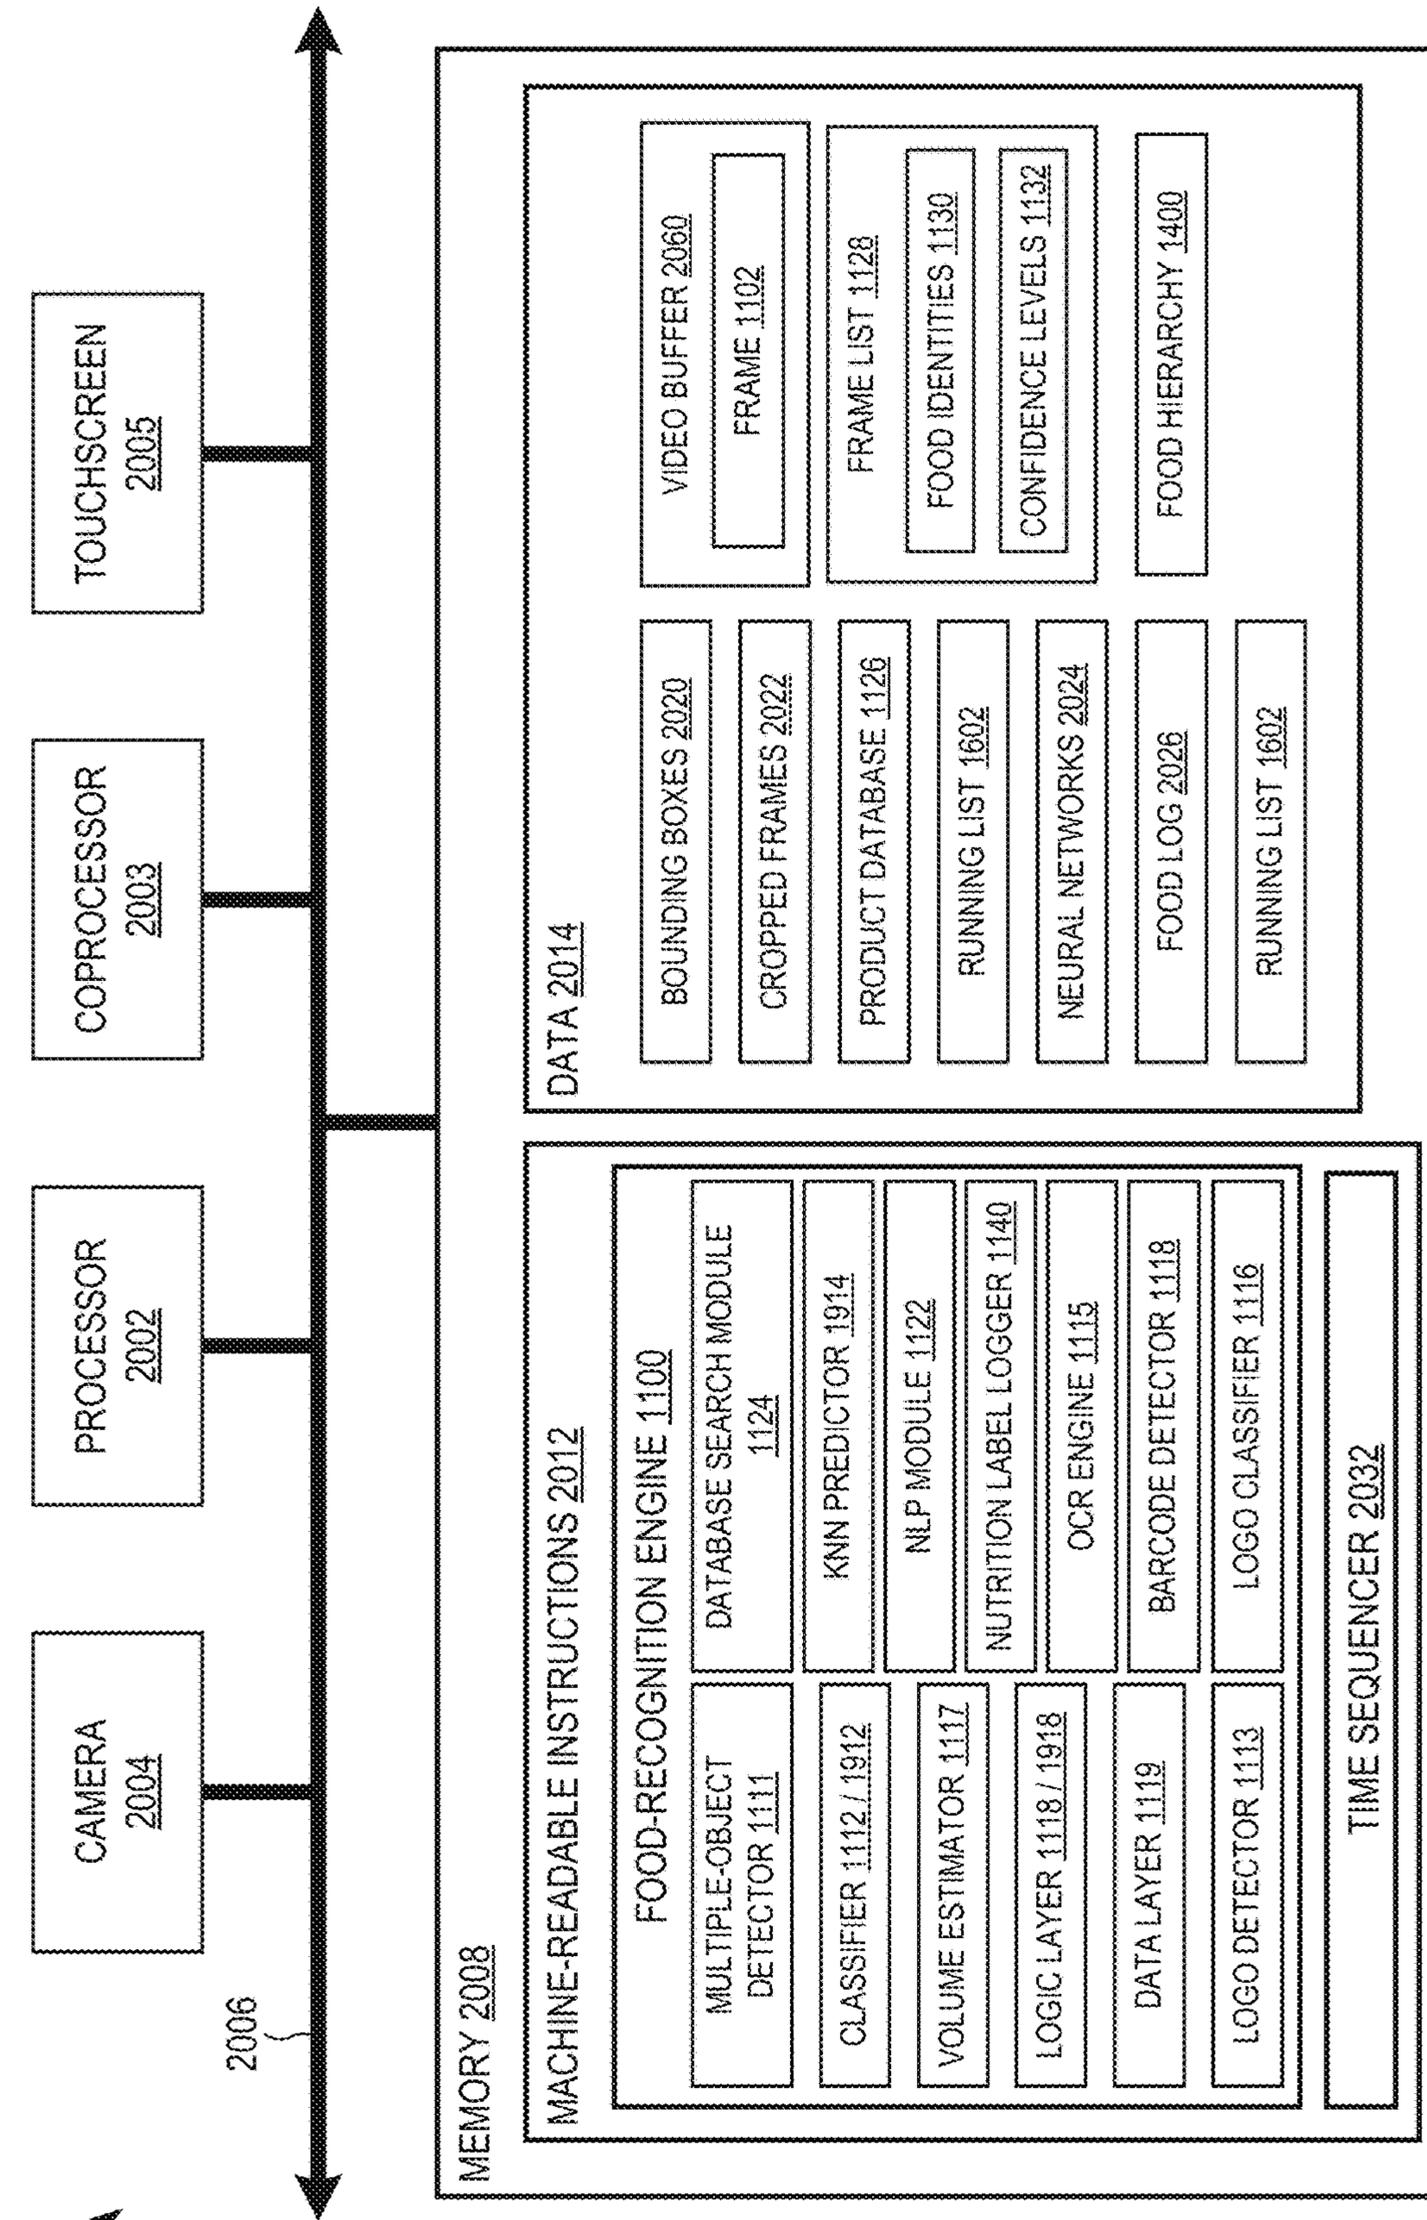 CAMERA
2004
PROCESSOR
2002
COPROCESSOR
2003
TOUCHSCREEN
2005
2006
MEMORY 2008
MACHINE-READABLE INSTRUCTIONS 2012
FOOD-RECOGNITION ENGINE 1100
MULTIPLE-OBJECT
DETECTOR 1111
CLASSIFIER 1112 / 1912
VOLUME ESTIMATOR 1117
LOGIC LAYER 1118 / 1918
DATA LAYER 1119
LOGO DETECTOR 1113
DATABASE SEARCH MODULE
1124
KNN PREDICTOR 1914
NLP MODULE 1122
NUTRITION LABEL LOGGER 1140
OCR ENGINE 1115
BARCODE DETECTOR 1118
LOGO CLASSIFIER 1116
TIME SEQUENCER 2032
DATA 2014
BOUNDING BOXES 2020
CROPPED FRAMES 2022
PRODUCT DATABASE 1126
RUNNING LIST 1602
NEURAL NETWORKS 2024
FOOD LOG 2026
RUNNING LIST 1602
VIDEO BUFFER 2060
FRAME 1102
FRAME LIST 1128
FOOD IDENTITIES 1130
CONFIDENCE LEVELS 1132
FOOD HIERARCHY 1400